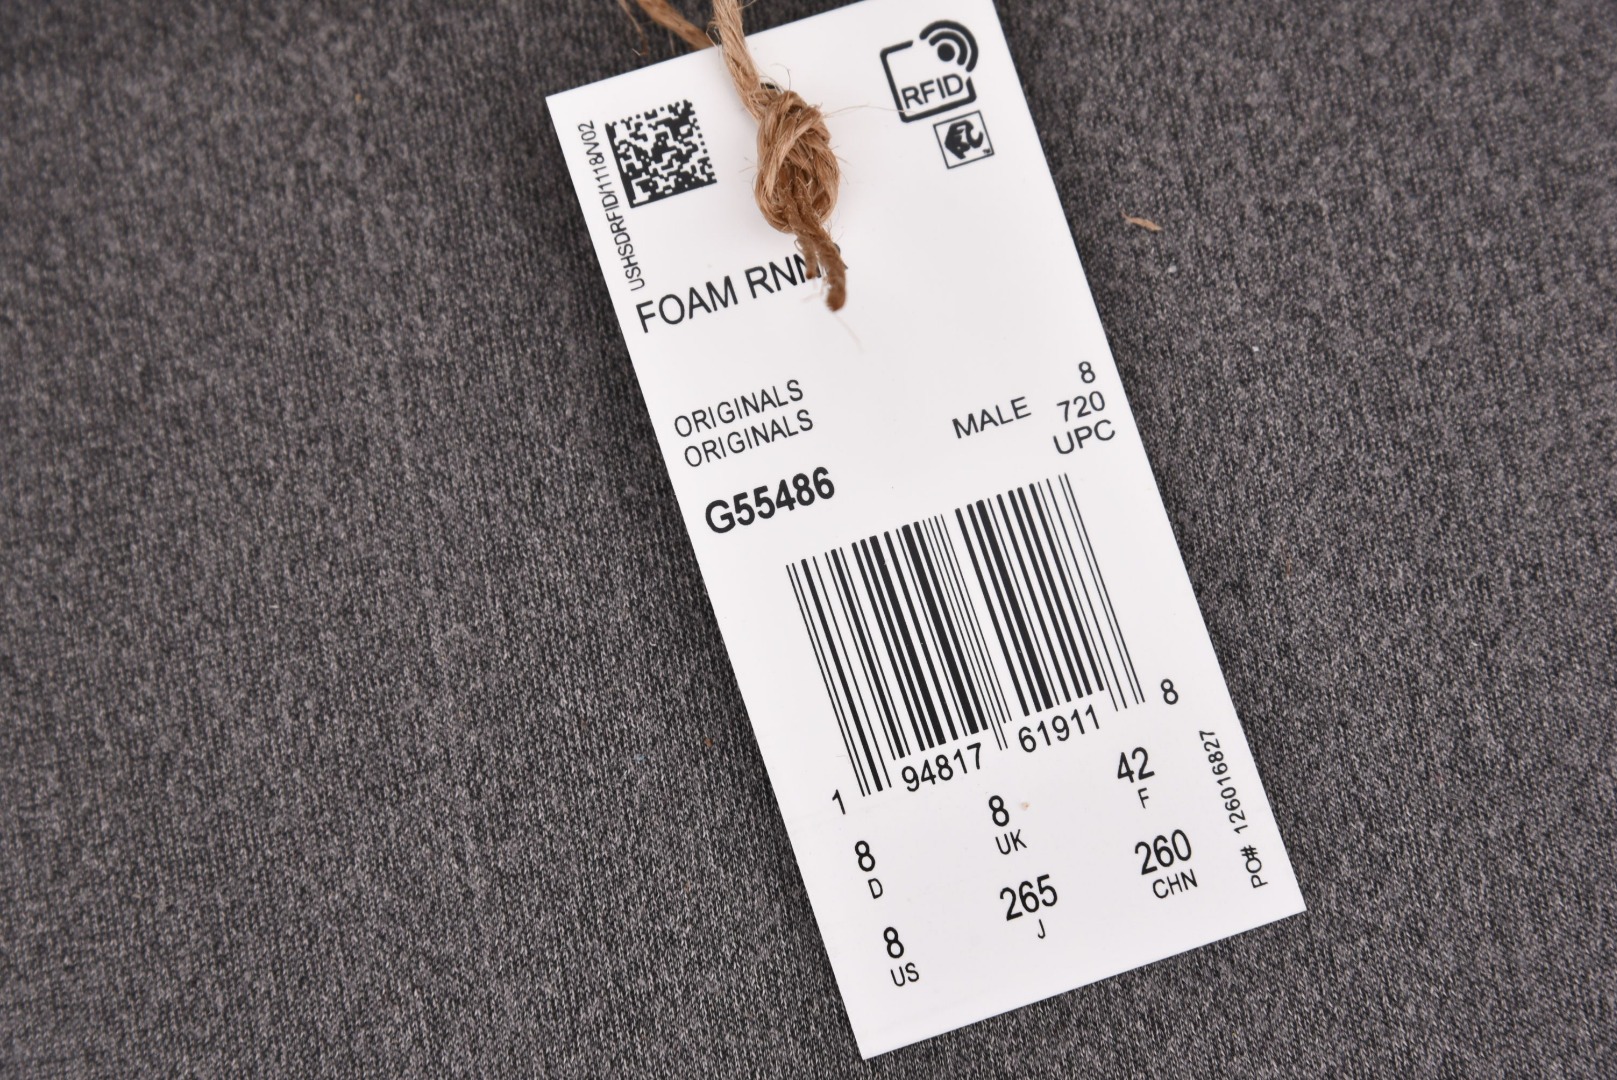 RFID
USHSDRFID/1118/V02
FOAM RNN
ORIGINALS
ORIGINALS
MALE
8
720
UPC
G55486
1 94817 61911 8
8 D
8 UK
42 F
8 US
265 J
260 CHN
PO# 126016827